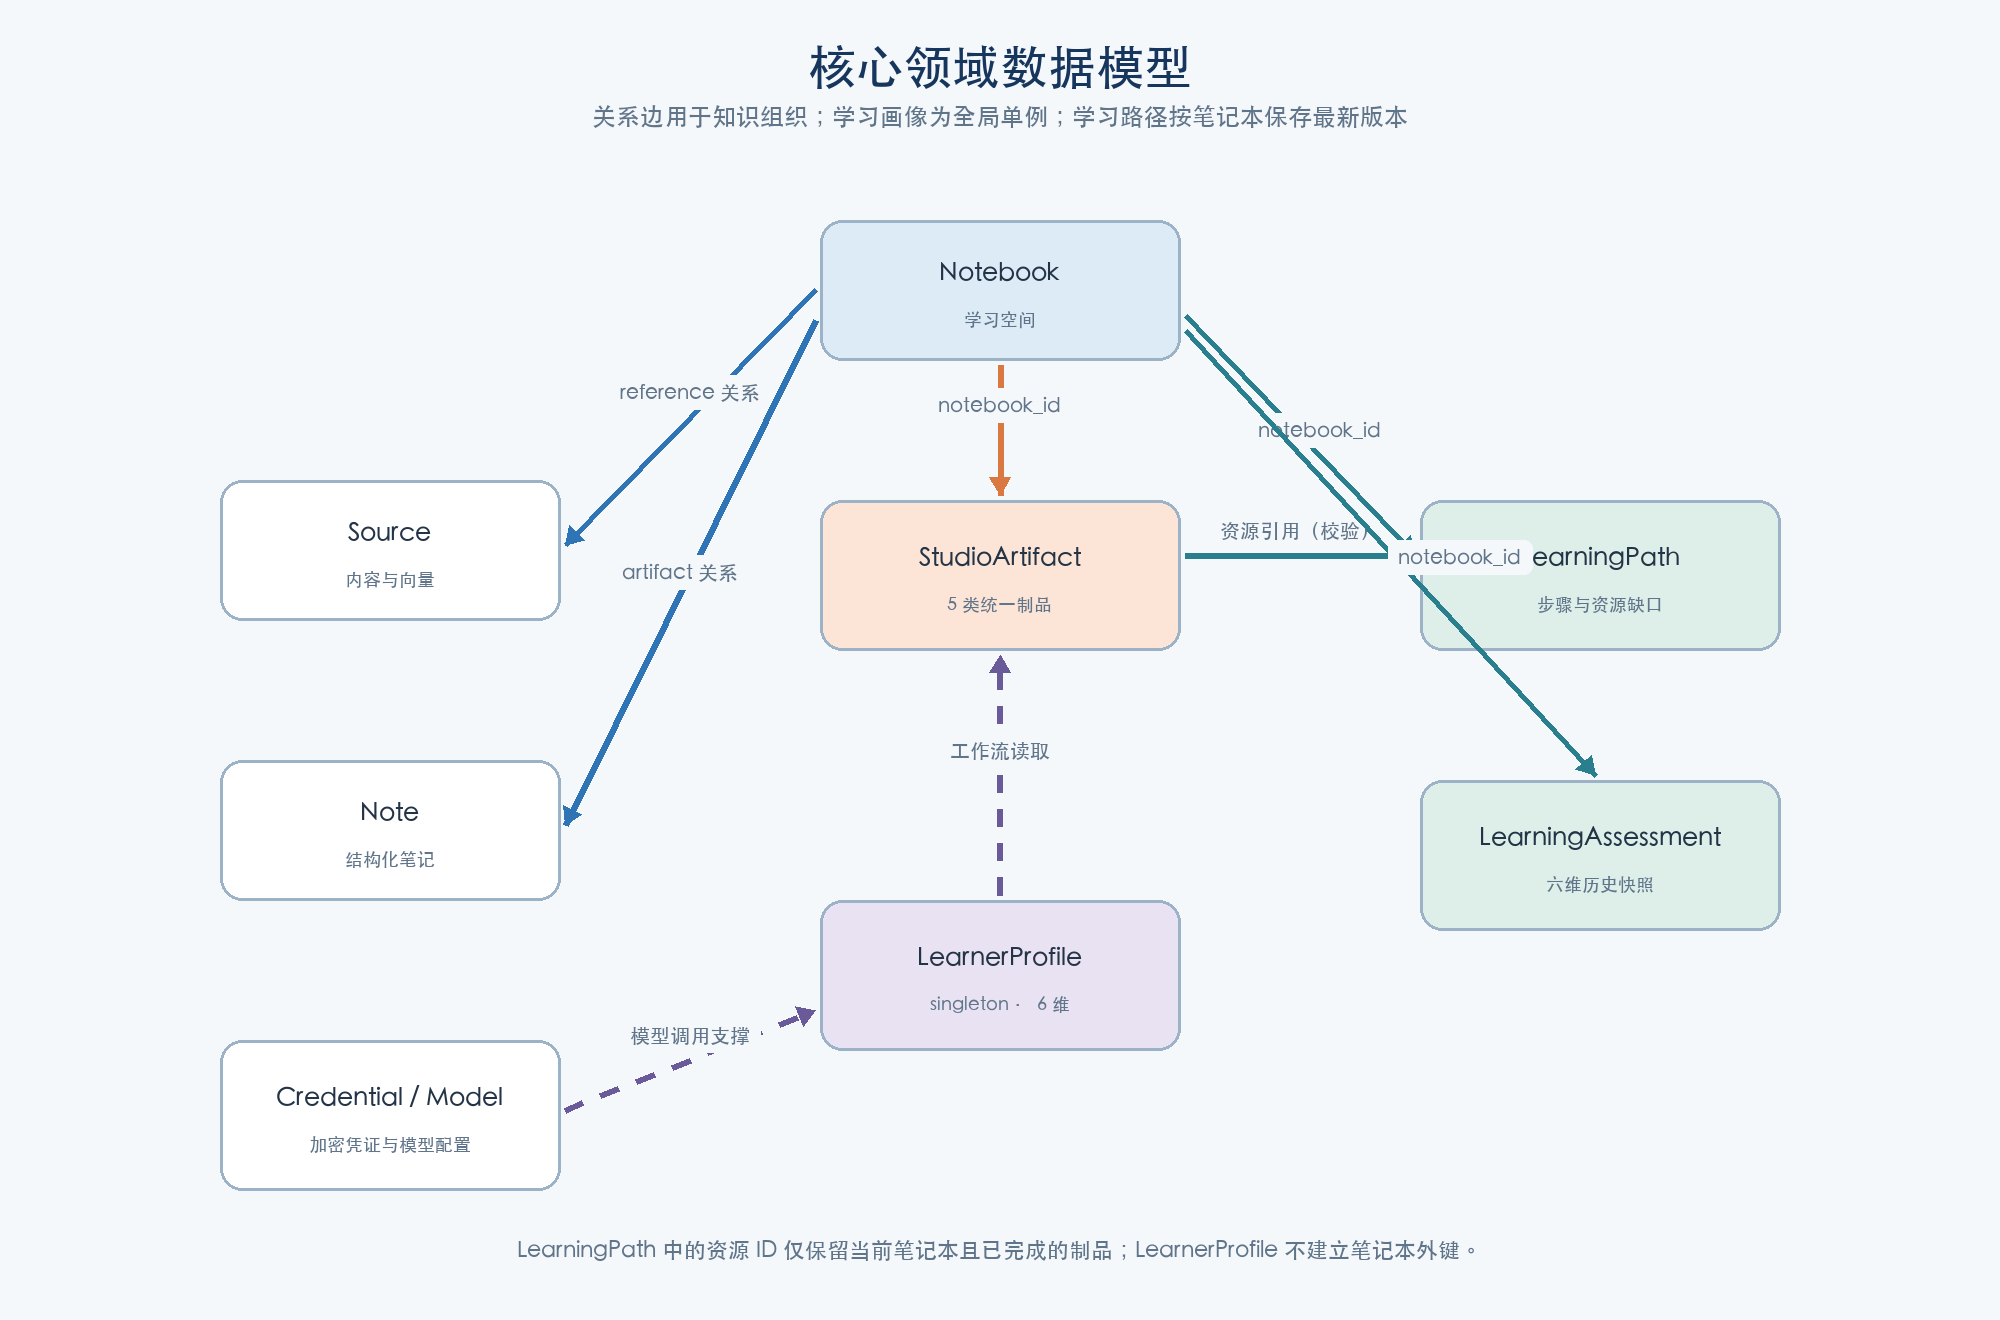 核心领域数据模型
关系边用于知识组织；学习画像为全局单例；学习路径按笔记本保存最新版本
Notebook
学习空间
reference 关系
notebook_id
notebook_id
Source
内容与向量
artifact 关系
StudioArtifact
5 类统一制品
资源引用（校验）
notebook_id
earningPath
步骤与资源缺口
工作流读取
Note
结构化笔记
LearningAssessment
六维历史快照
LearnerProfile
singleton · 6 维
模型调用支撑
Credential / Model
加密凭证与模型配置
LearningPath 中的资源 ID 仅保留当前笔记本且已完成的制品；LearnerProfile 不建立笔记本外键。